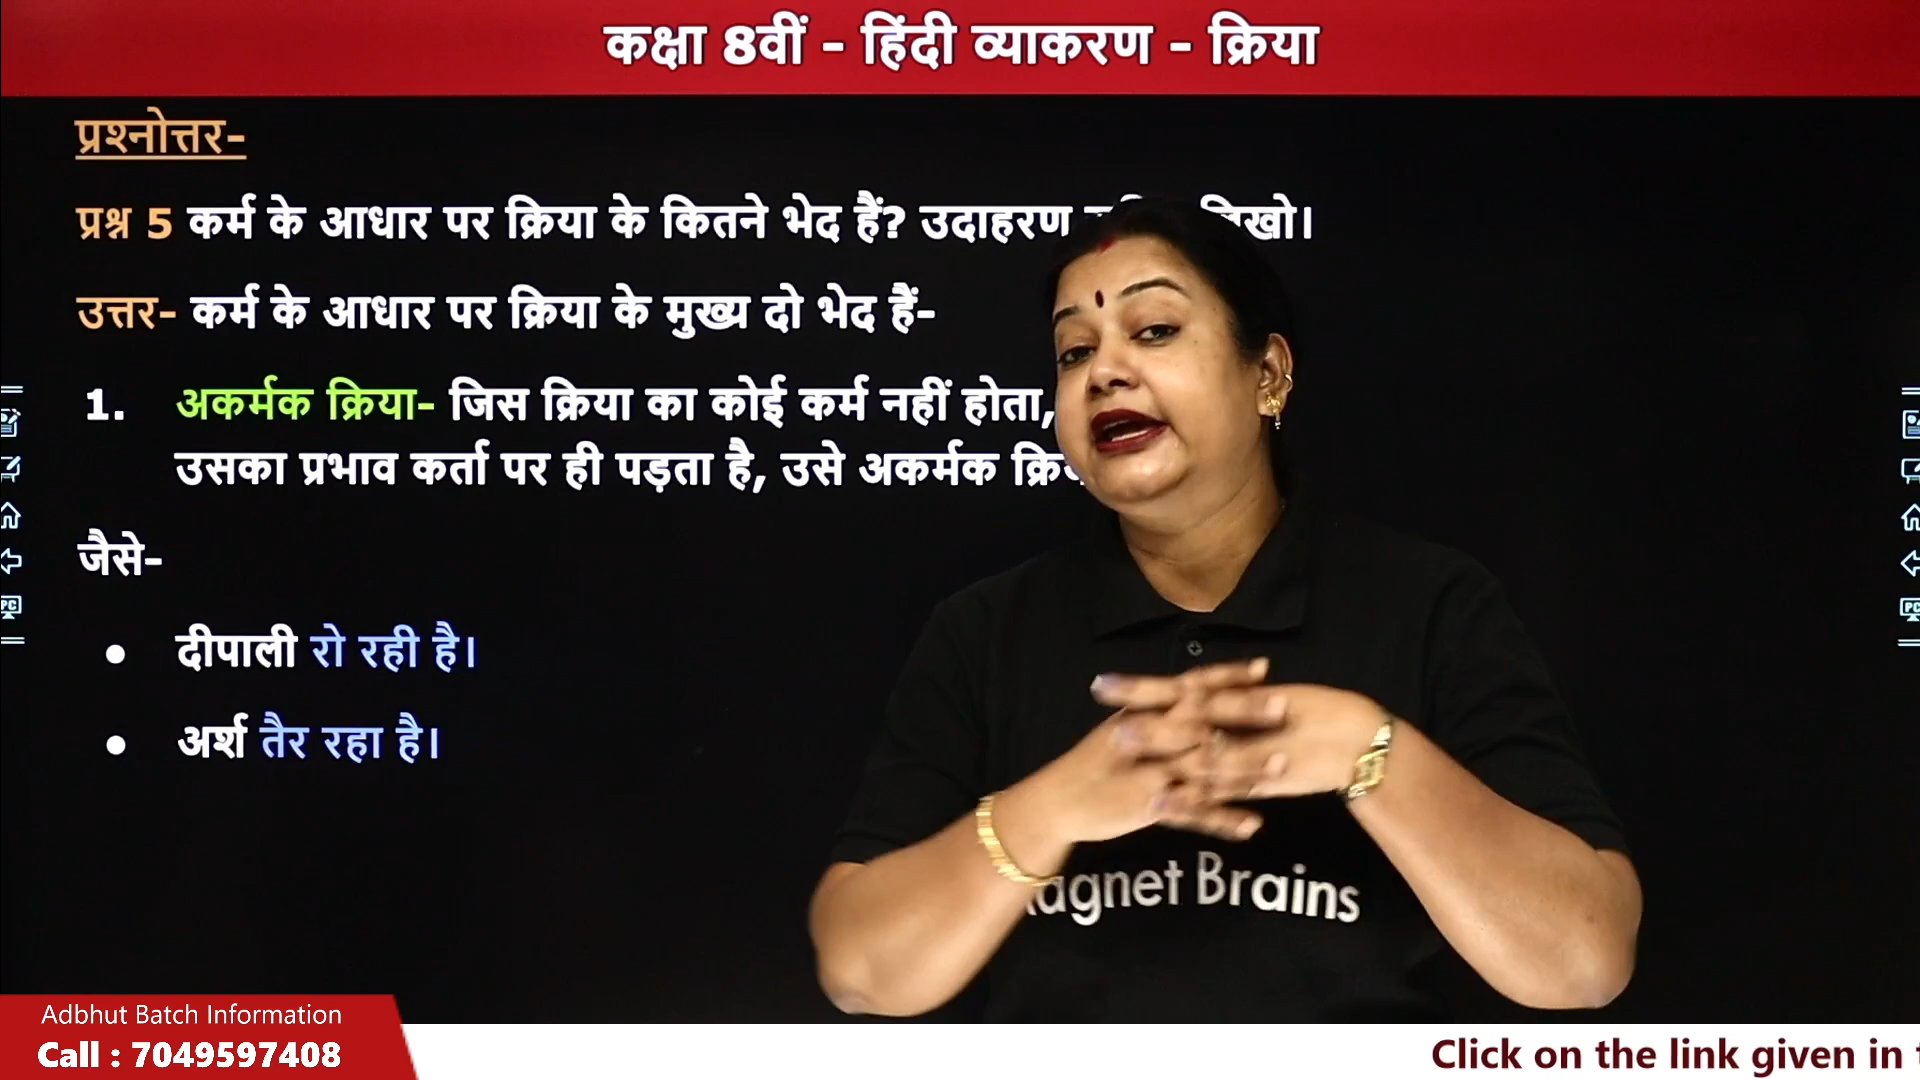 कक्षा 8वीं - हिंदी व्याकरण - क्रिया
प्रश्नोत्तर-
प्रश्न 5 कर्म के आधार पर क्रिया के कितने भेद हैं? उदाहरण लिखो।
उत्तर- कर्म के आधार पर क्रिया के मुख्य दो भेद हैं-
1. अकर्मक क्रिया- जिस क्रिया का कोई कर्म नहीं होता,
उसका प्रभाव कर्ता पर ही पड़ता है, उसे अकर्मक
जैसे-
• दीपाली रो रही है।
• अर्श तैर रहा है।
Brains
Adbhut Batch Information
Call : 7049597408
Click on the link given in